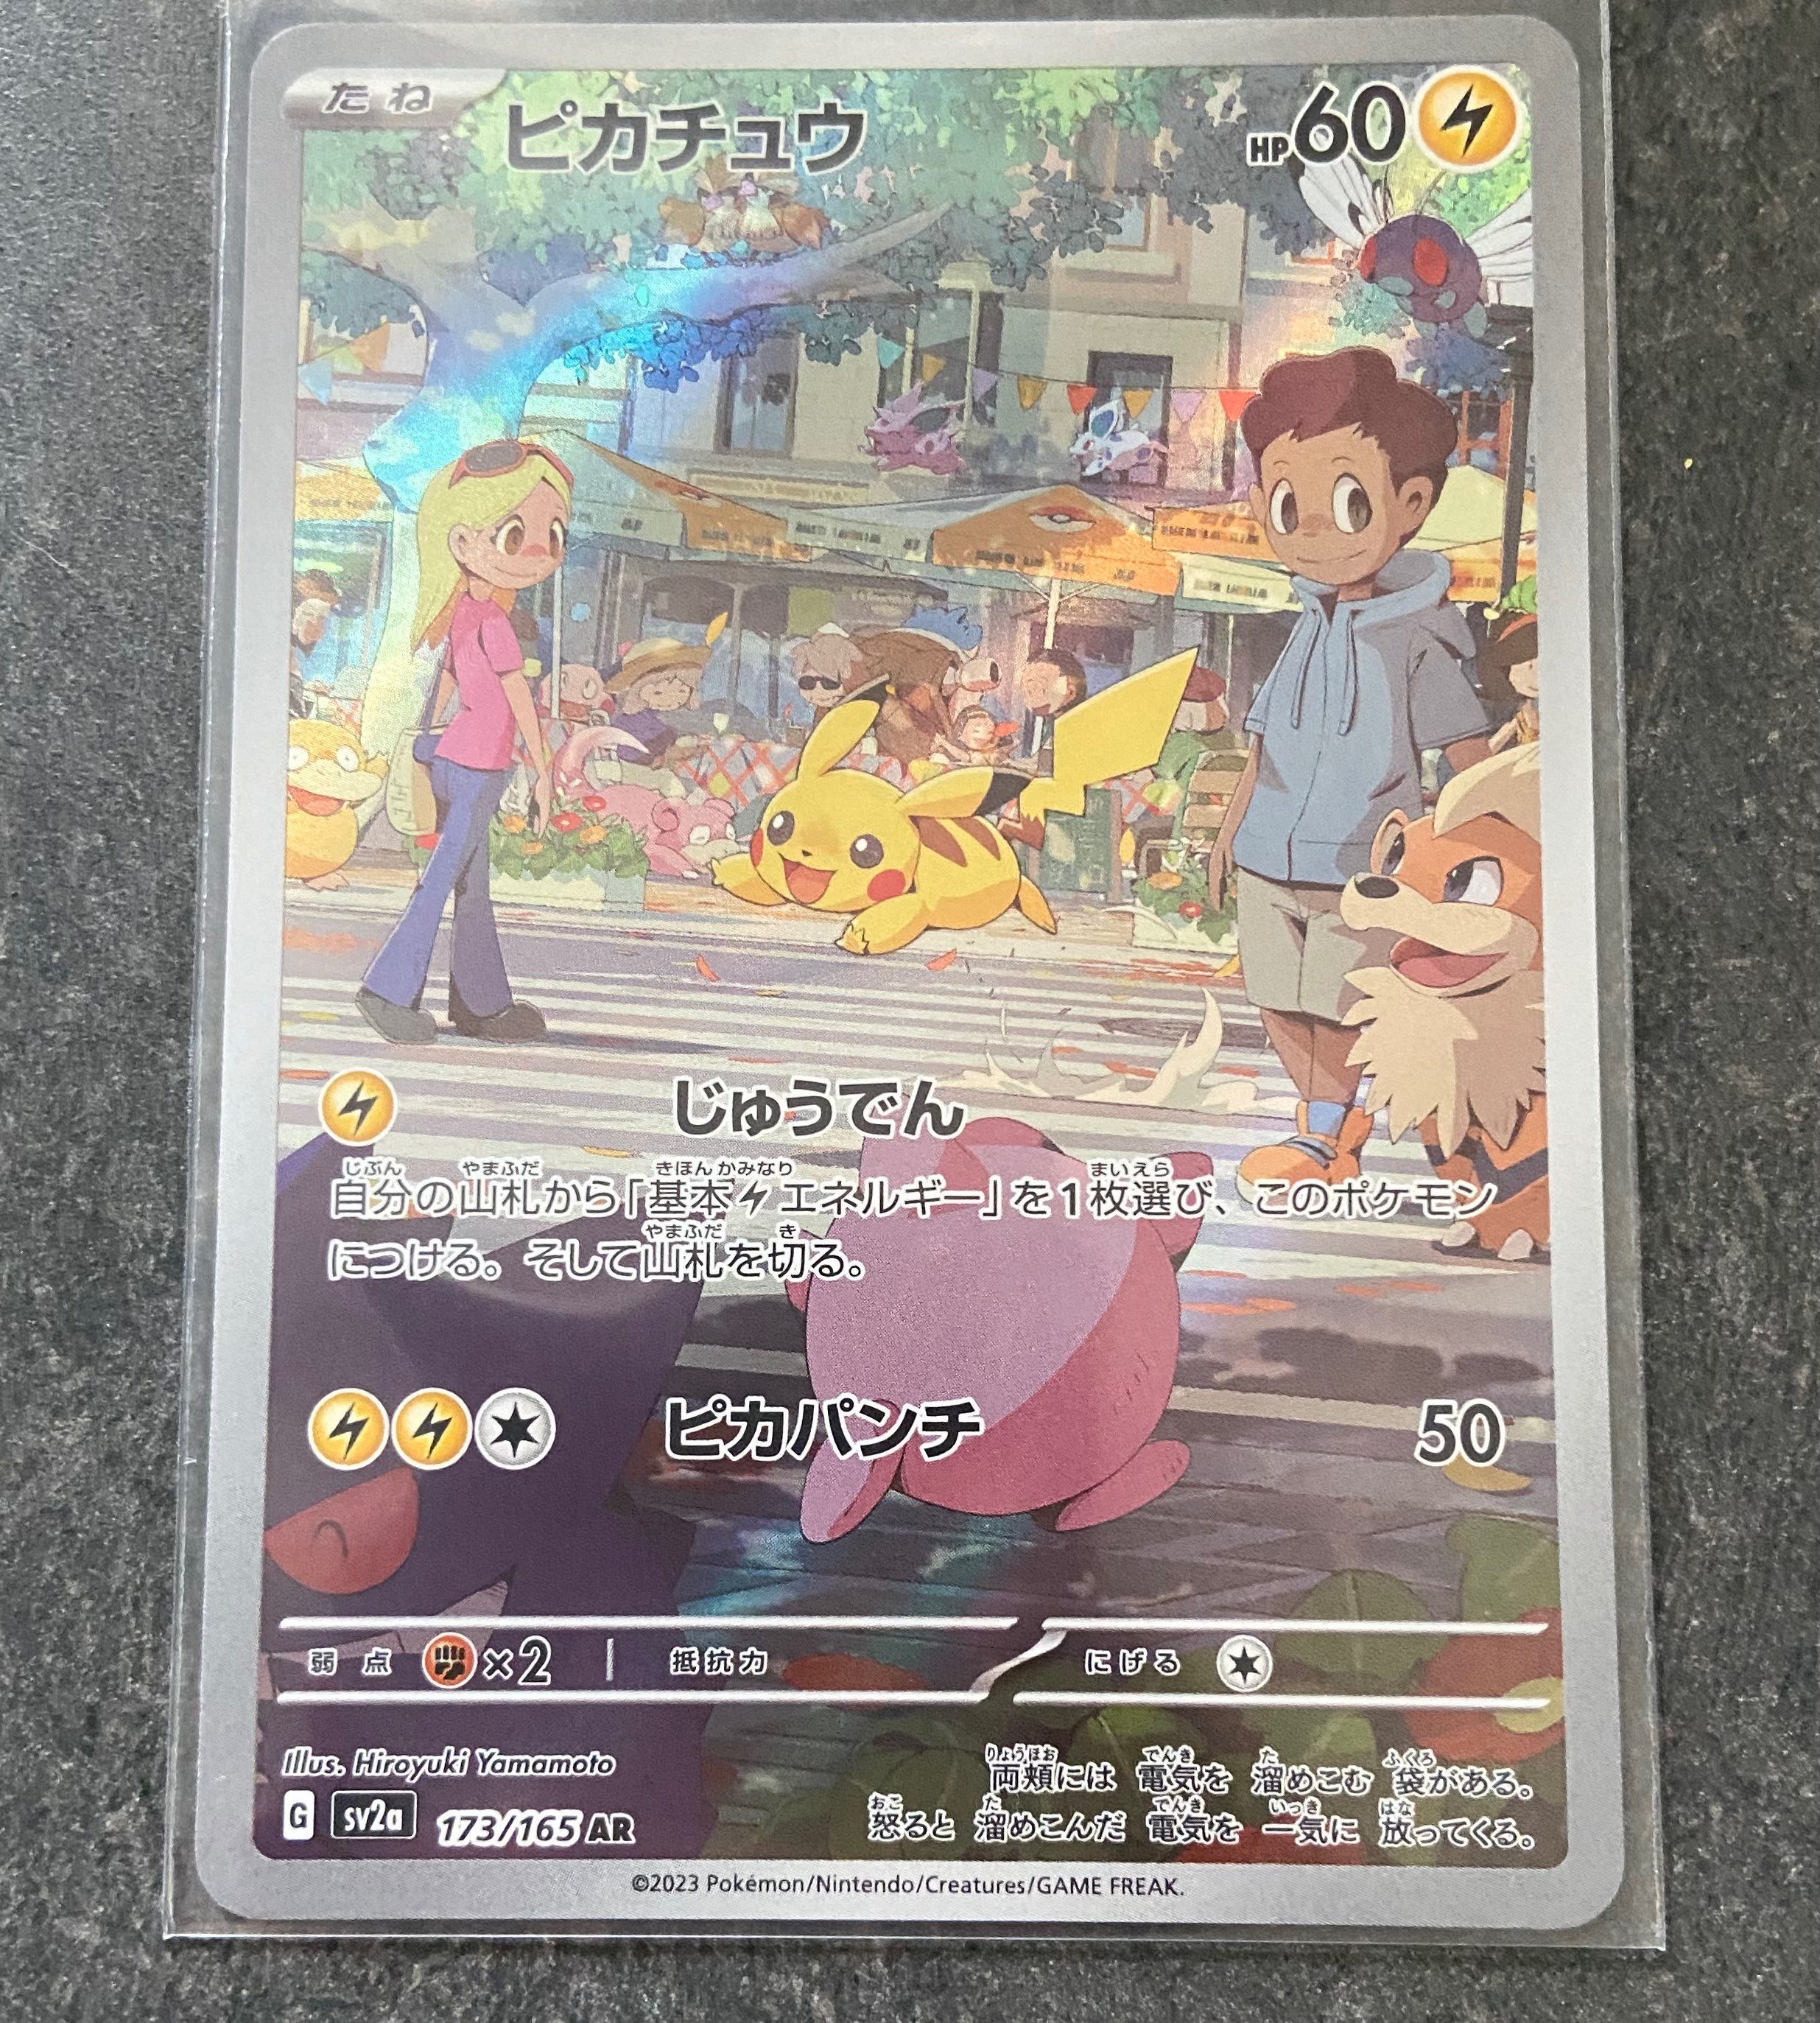 たね
ピカチュウ
HP60
じゅうでん
じぶん やまふだ きほん かみなり まいえら
自分の山札から「基本エネルギー」を1枚選び、このポケモン
やまふだ き
につける。そして山札を切る。
ピカパンチ 50
弱点 ×2 抵抗力 にげる
Illus. Hiroyuki Yamamoto
G sv2a 173/165 AR
りょうほお でんき た ふくろ
両頬には 電気を 溜めこむ 袋がある。
おこ た でんき いっき はな
怒ると 溜めこんだ 電気を 一気に 放ってくる。
©2023 Pokémon/Nintendo/Creatures/GAME FREAK.